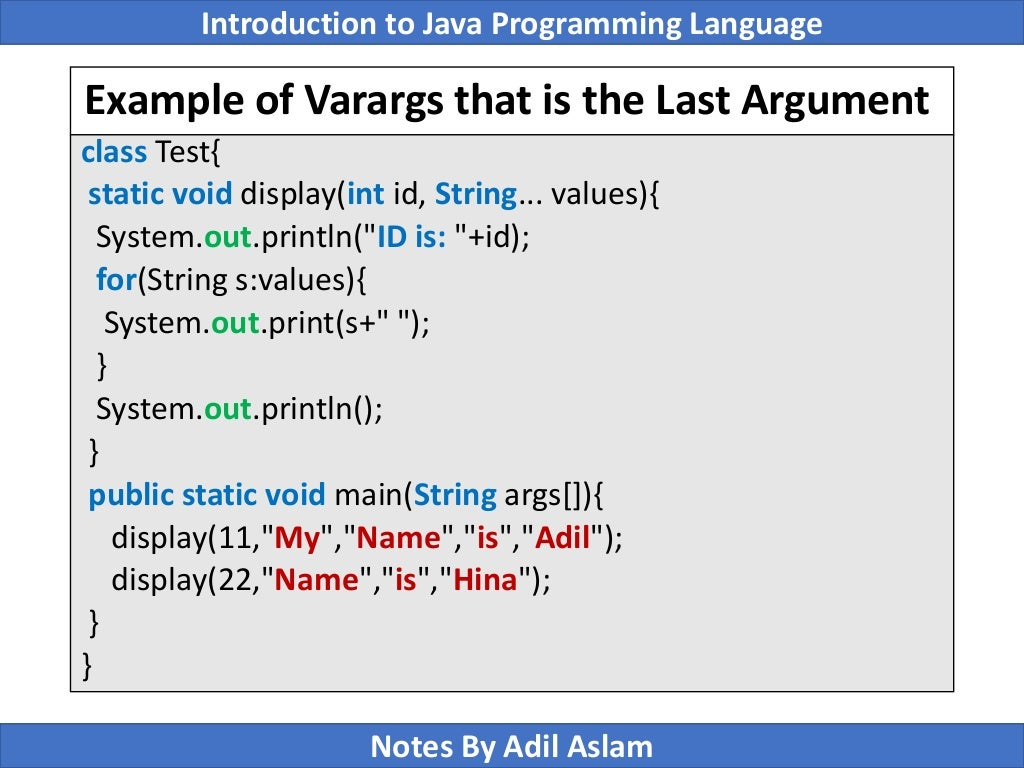 Introduction to Java Programming Language
Example of Varargs that is the Last Argument
class Test{
static void display(int id, String... values){
System.out.println("ID is: "+id);
for(String s:values){
System.out.print(s+" ");
}
System.out.println();
}
public static void main(String args[]){
display(11,"My","Name","is","Adil");
display(22,"Name","is","Hina");
}
}
Notes By Adil Aslam